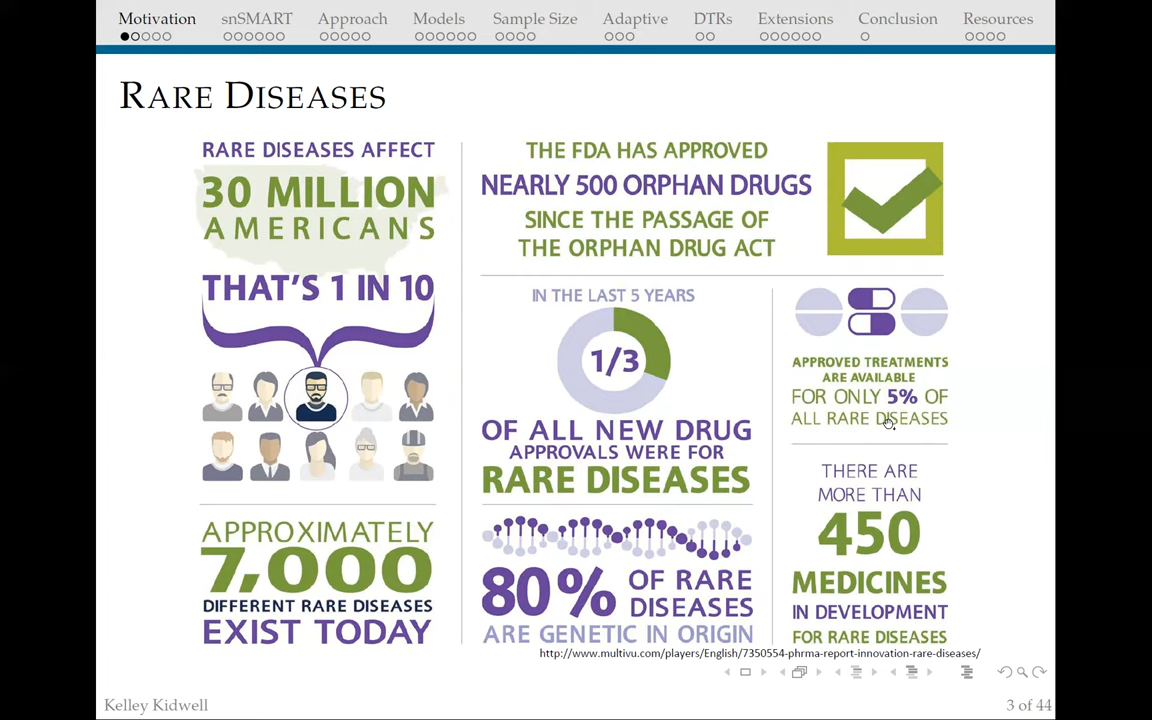 Motivation snSMART Approach Models Sample Size Adaptive DTRs Extensions Conclusion Resources
RARE DISEASES
RARE DISEASES AFFECT
30 MILLION
AMERICANS
THAT'S 1 IN 10
APPROXIMATELY
7,000
DIFFERENT RARE DISEASES
EXIST TODAY
THE FDA HAS APPROVED
NEARLY 500 ORPHAN DRUGS
SINCE THE PASSAGE OF
THE ORPHAN DRUG ACT
IN THE LAST 5 YEARS
1/3
OF ALL NEW DRUG
APPROVALS WERE FOR
RARE DISEASES
80% OF RARE
DISEASES
ARE GENETIC IN ORIGIN
APPROVED TREATMENTS
ARE AVAILABLE
FOR ONLY 5% OF
ALL RARE DISEASES
THERE ARE
MORE THAN
450
MEDICINES
IN DEVELOPMENT
FOR RARE DISEASES
http://www.multivu.com/players/English/7350554-phrma-report-innovation-rare-diseases/
Kelley Kidwell 3 of 44